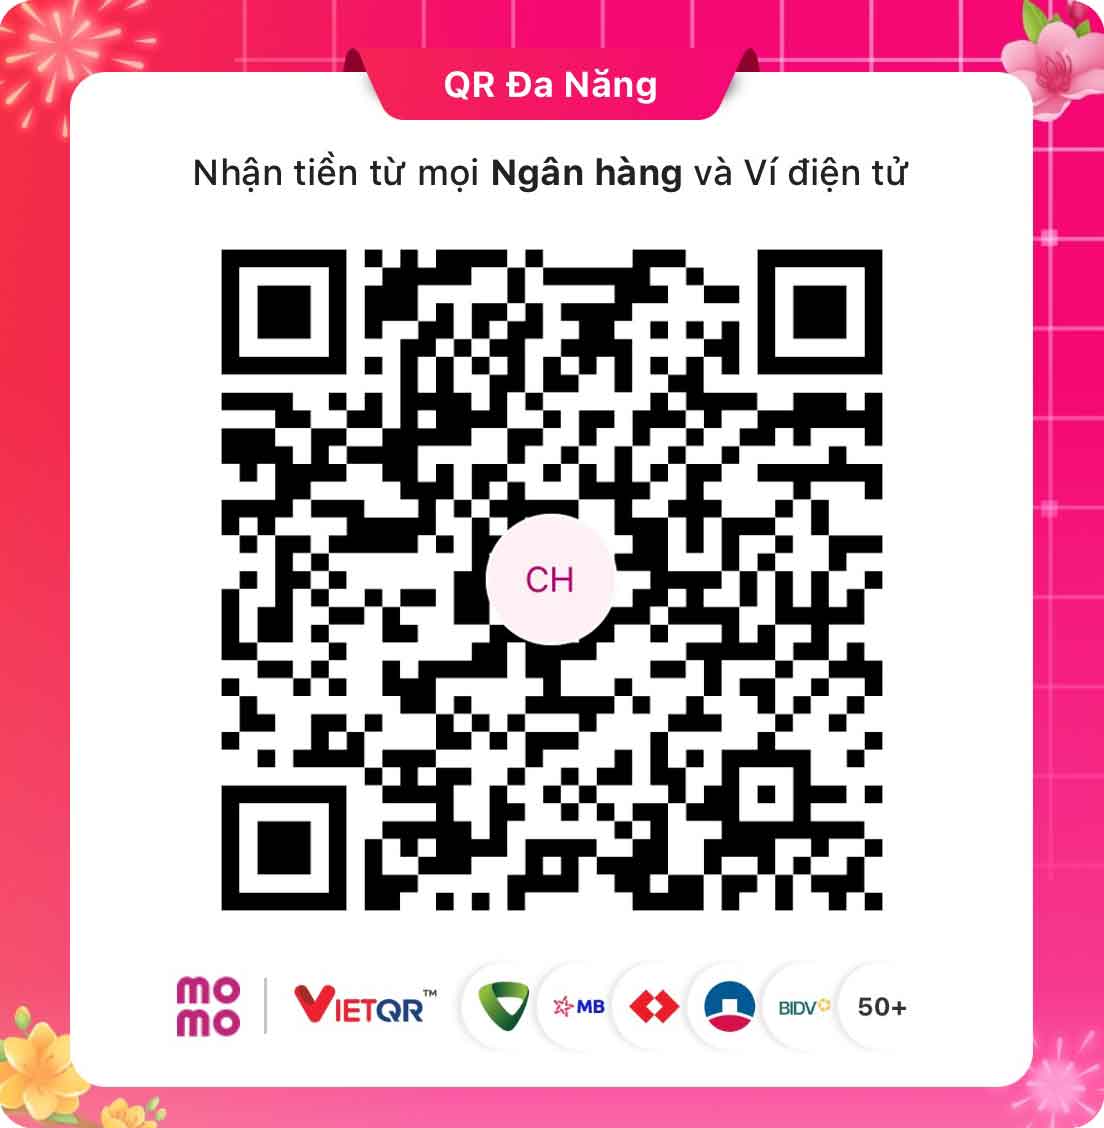 QR Đa Năng
Nhận tiền từ mọi Ngân hàng và Ví điện tử
CH
mo
mo
VIETQR™
MB
BIDV
50+